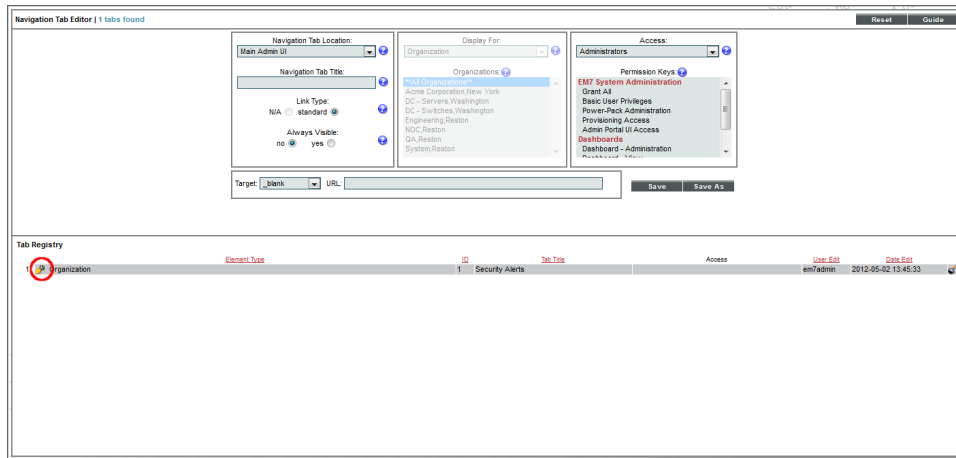 Navigation Tab Editor | 1 tabs found
Reset Guide
Navigation Tab Location:
Main Admin UI
Navigation Tab Title:
Link Type:
N/A standard
Always Visible:
no yes
Display For:
Organization
Organizations:
**All Organizations**
Acme Corporation,New York
DC - Servers,Washington
DC - Switches,Washington
Engineering,Reston
NOC,Reston
QA,Reston
System,Reston
Access:
Administrators
Permission Keys:
EM7 System Administration
Grant All
Basic User Privileges
Power-Pack Administration
Provisioning Access
Admin Portal UI Access
Dashboards
Dashboard - Administration
Dashboard - View
Target: _blank URL:
Save Save As
Tab Registry
Element Type ID Tab Title Access User Edit Date Edit
1. Organization 1 Security Alerts em7admin 2012-05-02 13:45:33